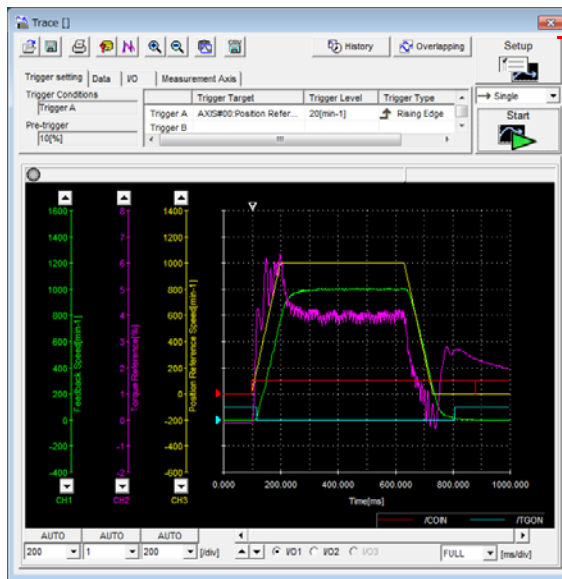 Trace []
CSV
History
Overlapping
Setup
Trigger setting Data I/O Measurement Axis
Trigger Conditions
Trigger A
Pre-trigger
10[%]
Trigger Target Trigger Level Trigger Type
Trigger A AXIS#00:Position Refer... 20[min-1] Rising Edge
Trigger B
Single
Start
1600 8 1400
1400 7 1200
1200 6 1000
1000 5 800
800 4 600
600 3 400
400 2 200
200 1 0
0 0 -200
-200 -1 -400
-400 -2 -600
Feedback Speed[min-1]
Torque Reference[%]
Position Reference Speed[min-1]
CH1 CH2 CH3
0.000 200.000 400.000 600.000 800.000 1000.000
Time[ms]
/COIN /TGON
AUTO AUTO AUTO
200 1 200 [/div] I/O1 I/O2 I/O3 FULL [ms/div]